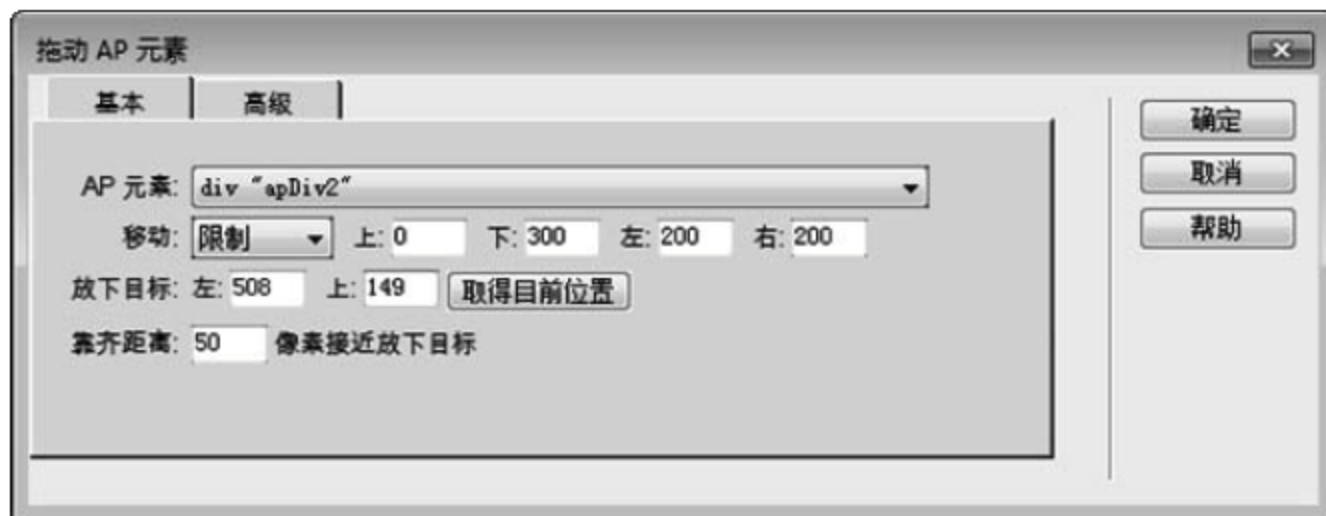 拖动 AP 元素
基本 高级
确定
取消
帮助
AP 元素: div "apDiv2"
移动: 限制 上: 0 下: 300 左: 200 右: 200
放下目标: 左: 508 上: 149 取得目前位置
靠齐距离: 50 像素接近放下目标